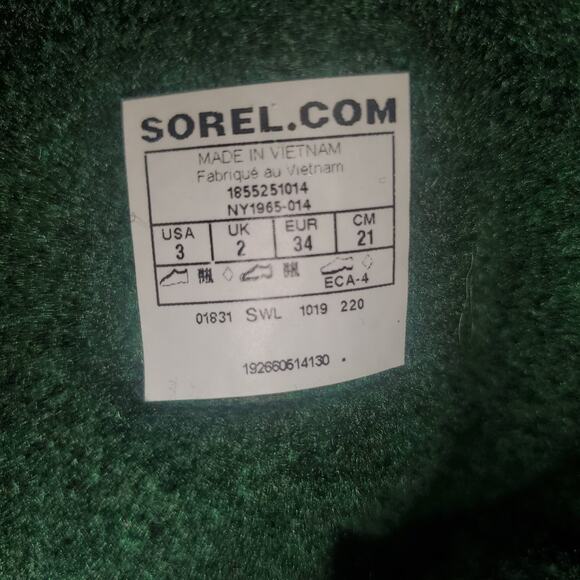 SOREL.COM
MADE IN VIETNAM
Fabriqué au Vietnam
1855251014
NY1965-014
USA UK EUR CM
3 2 34 21
ECA-4
01831 SWL 1019 220
192660514130